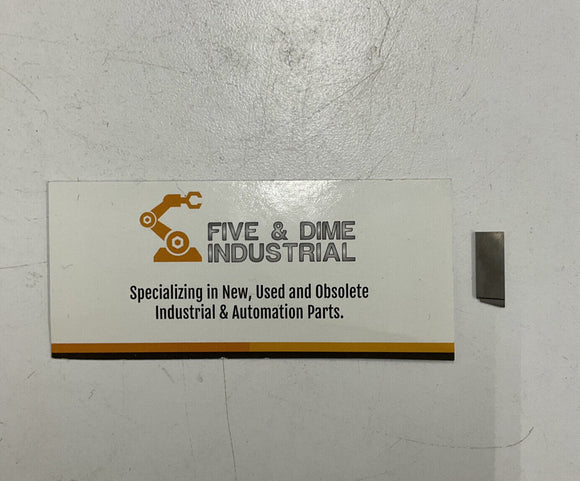 FIVE & DIME
INDUSTRIAL
Specializing in New, Used and Obsolete
Industrial & Automation Parts.